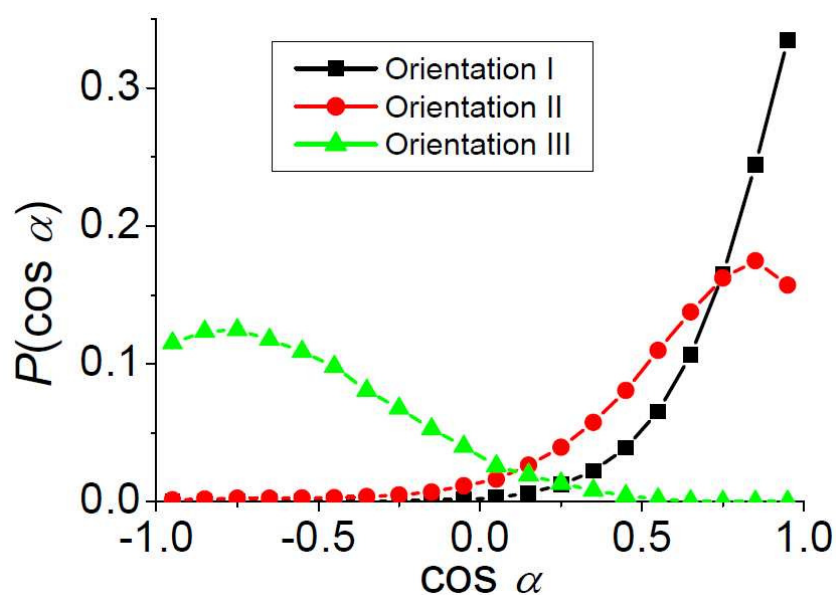 Orientation I
Orientation II
Orientation III
P(cos α)
0.3
0.2
0.1
0.0
-1.0 -0.5 0.0 0.5 1.0
cos α